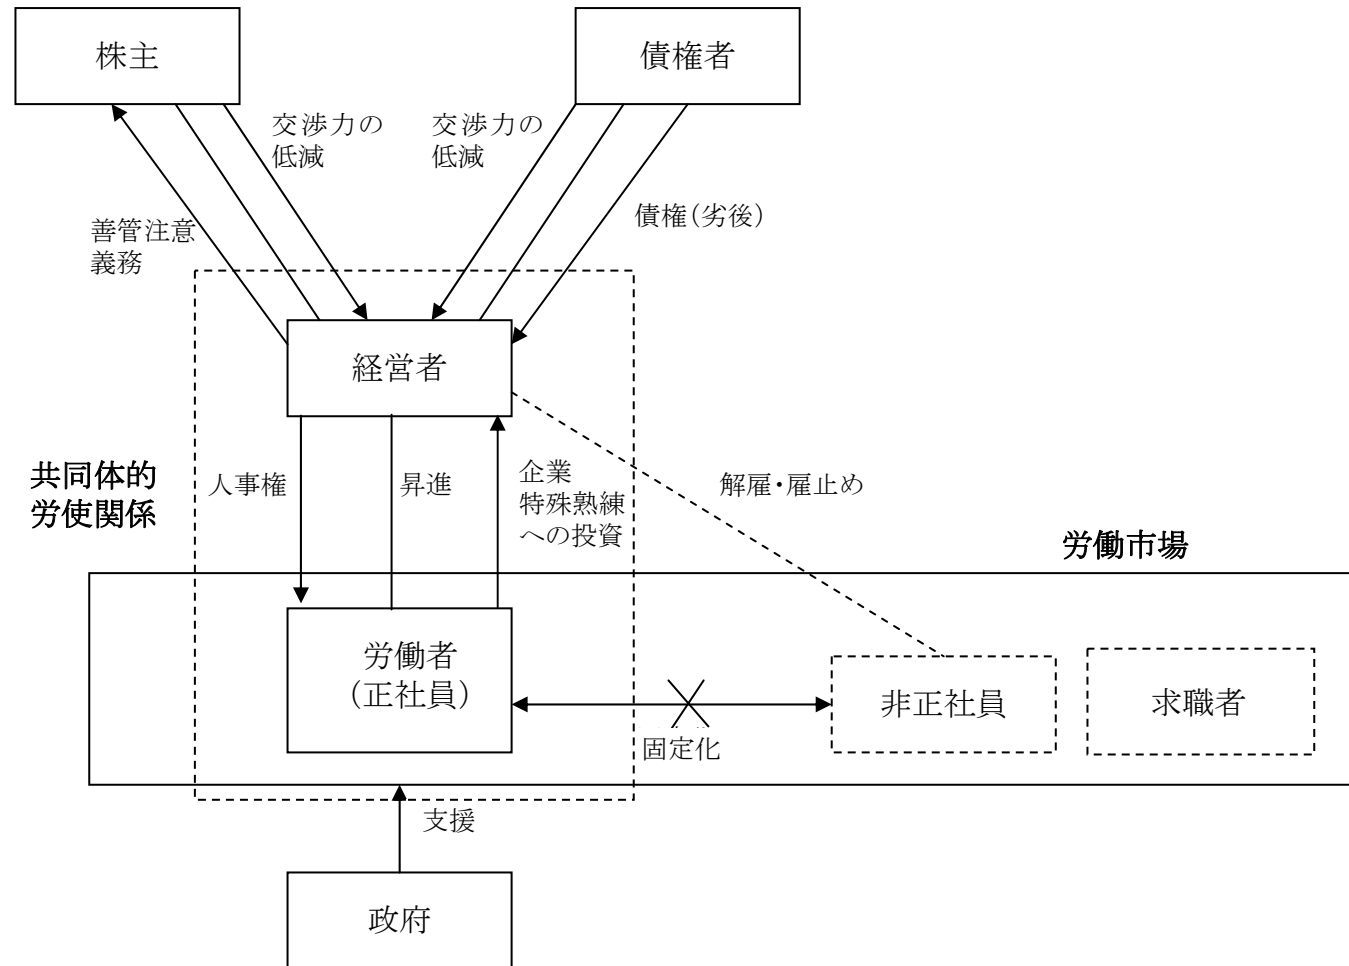 株主
債権者
交渉力の
低減
交渉力の
低減
債権（劣後）
善管注意
義務
経営者
共同体的
労使関係
人事権
昇進
企業
特殊熟練
への投資
解雇・雇止め
労働市場
労働者
（正社員）
非正社員
求職者
固定化
支援
政府